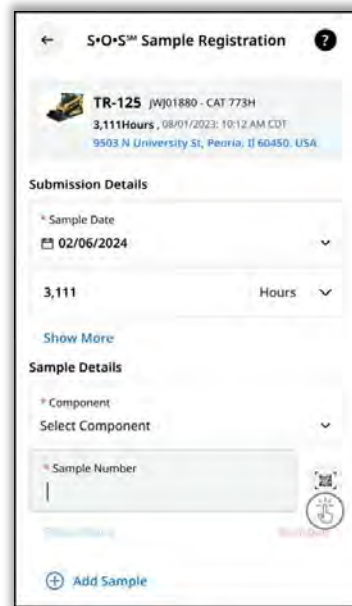 ← S•O•S℠ Sample Registration ?
TR-125 JWJ01880 - CAT 773H
3,111Hours , 08/01/2023: 10:12 AM CDT
9503 N University St, Peoria, Il 60450. USA
Submission Details
* Sample Date
02/06/2024
3,111 Hours
Show More
Sample Details
* Component
Select Component
* Sample Number
Add Sample